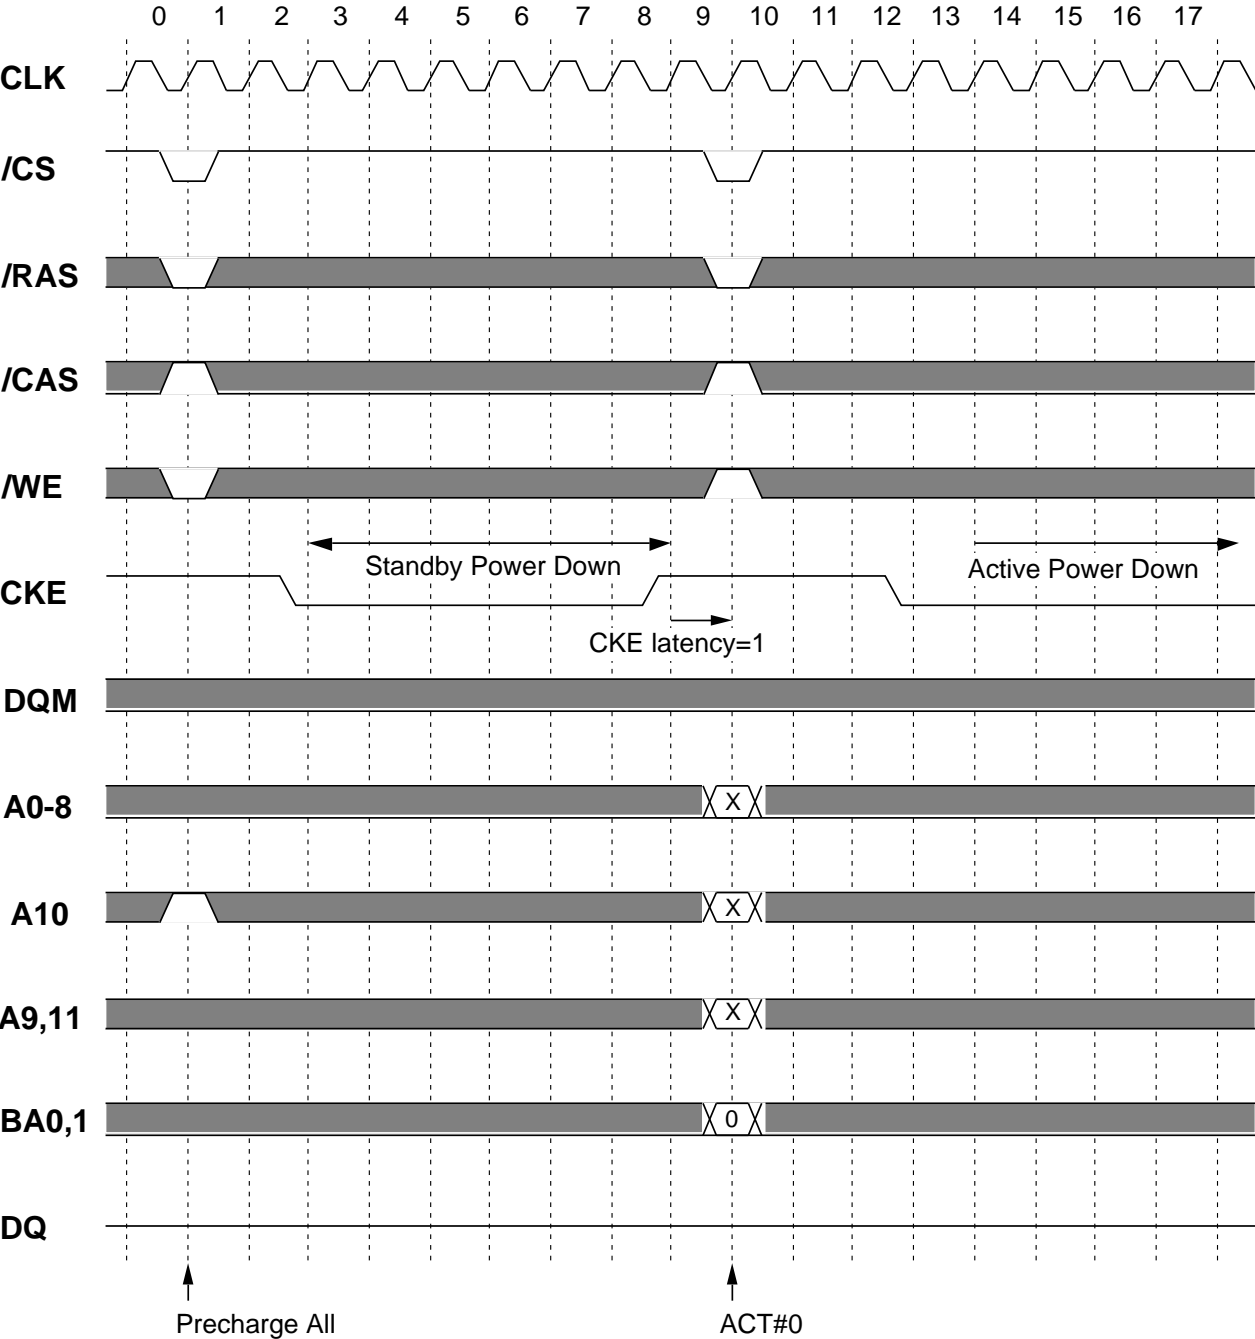 0 1 2 3 4 5 6 7 8 9 10 11 12 13 14 15 16 17
CLK
/CS
/RAS
/CAS
/WE
Standby Power Down
Active Power Down
CKE
CKE latency=1
DQM
A0-8
X
A10
X
A9,11
X
BA0,1
0
DQ
Precharge All
ACT#0